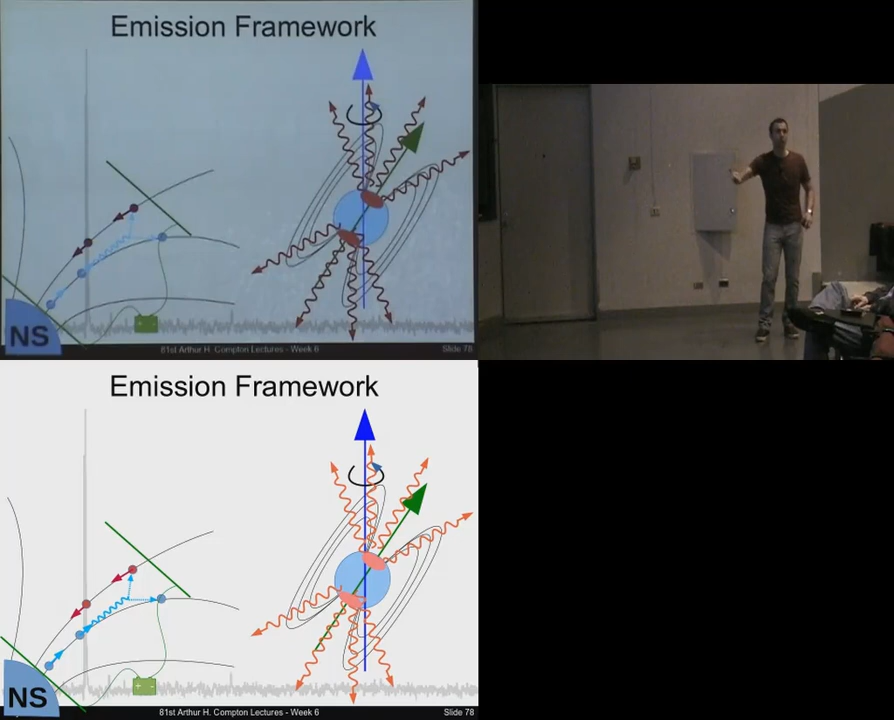 Emission Framework
NS
81st Arthur H. Compton Lectures - Week 6
Slide 78
Emission Framework
NS
81st Arthur H. Compton Lectures - Week 6
Slide 78